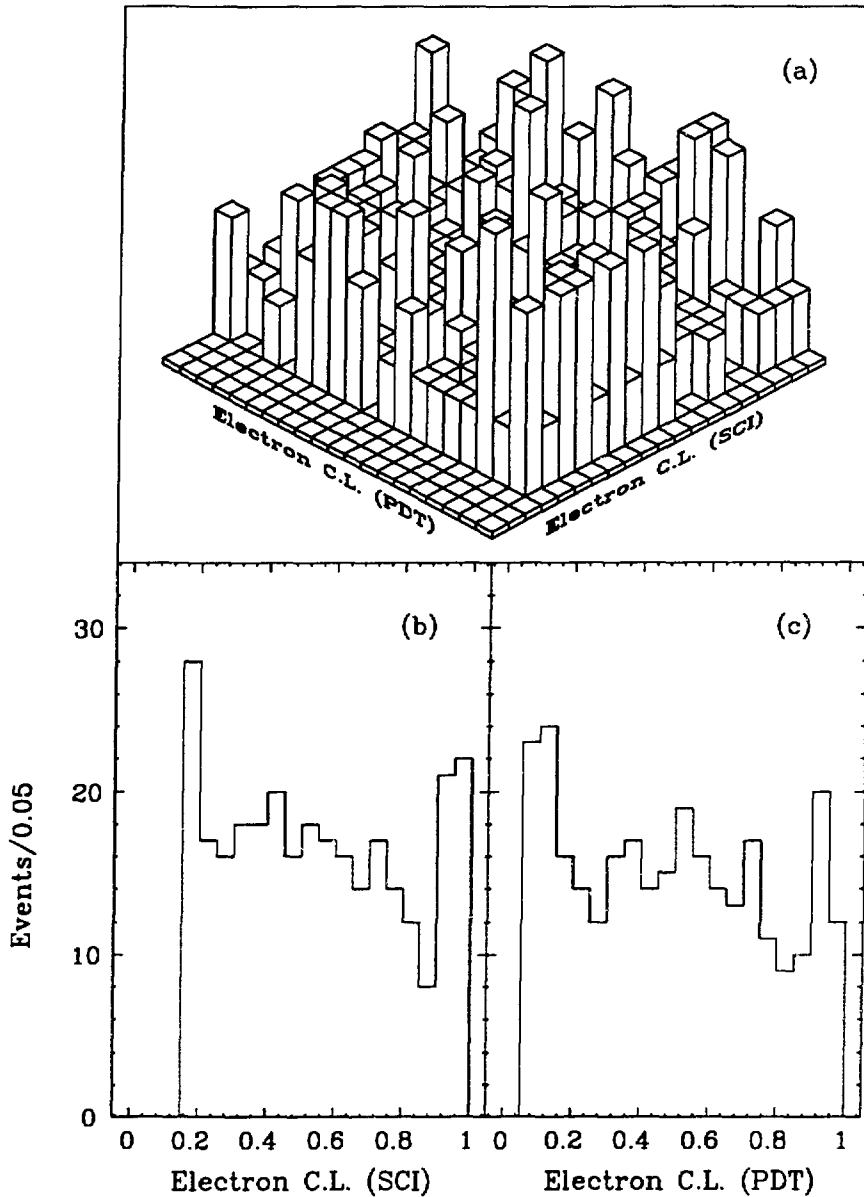 (a)
Electron C.L. (PDT)
Electron C.L. (SCI)
(b)
(c)
30
20
10
0
Events/0.05
0 0.2 0.4 0.6 0.8 1
0 0.2 0.4 0.6 0.8 1
Electron C.L. (SCI)
Electron C.L. (PDT)